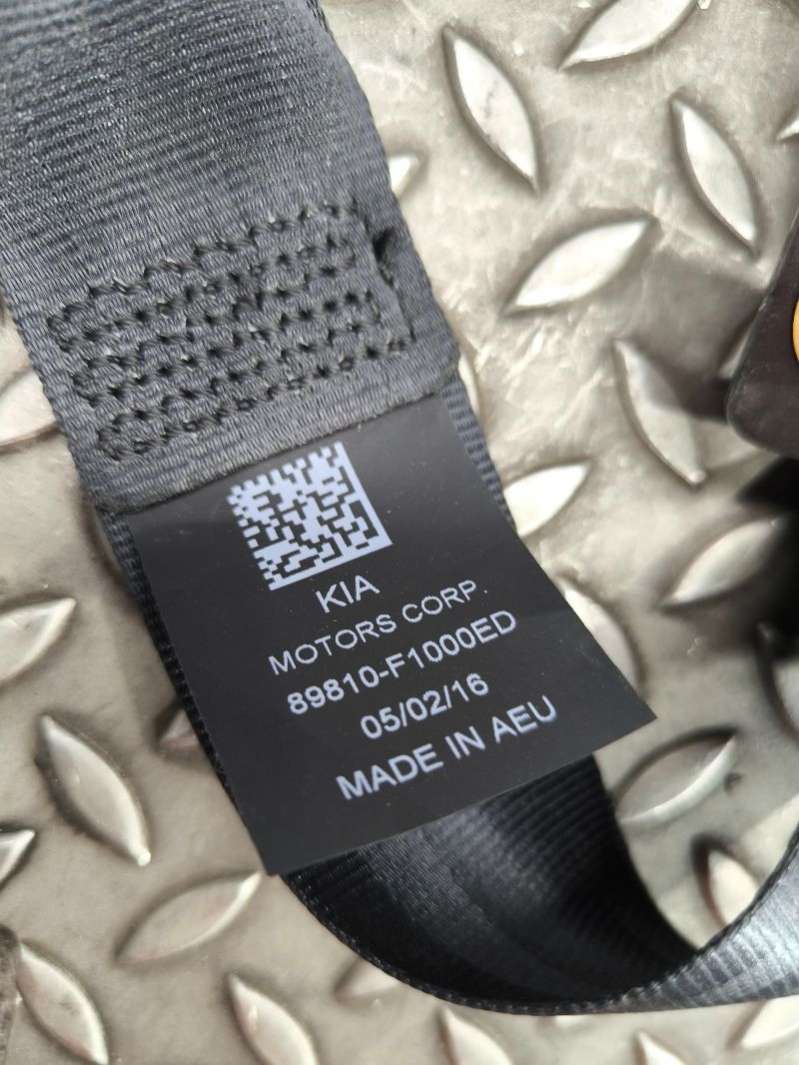 KIA
MOTORS CORP.
89810-F1000ED
05/02/16
MADE IN AEU